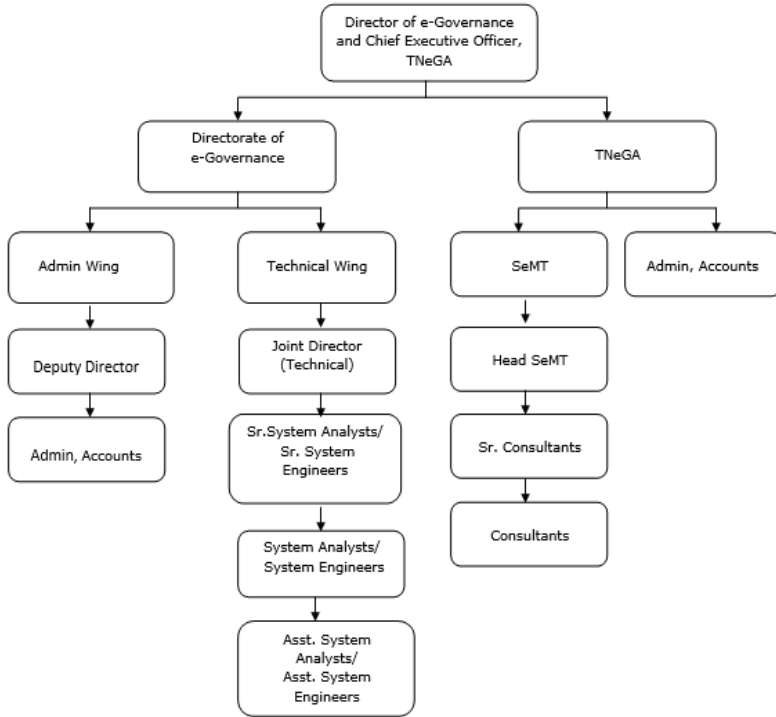 Director of e-Governance
and Chief Executive Officer,
TNeGA
Directorate of
e-Governance
TNeGA
Admin Wing
Technical Wing
SeMT
Admin, Accounts
Deputy Director
Joint Director
(Technical)
Head SeMT
Admin, Accounts
Sr.System Analysts/
Sr. System
Engineers
Sr. Consultants
System Analysts/
System Engineers
Consultants
Asst. System
Analysts/
Asst. System
Engineers